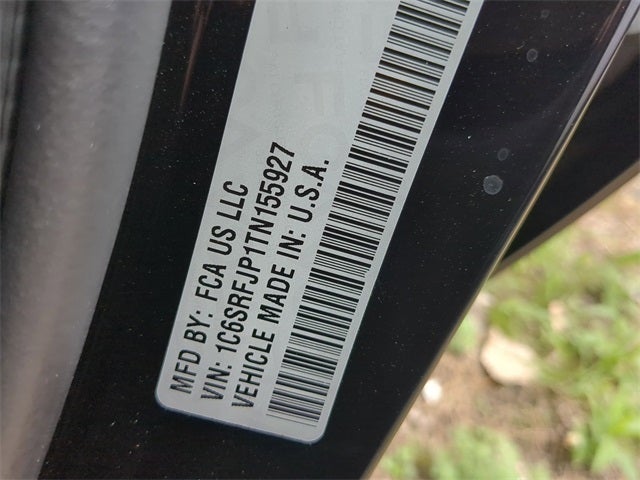 MFD BY: FCA US LLC
VIN: 1C6SRFJP1TN155927
VEHICLE MADE IN: U.S.A.